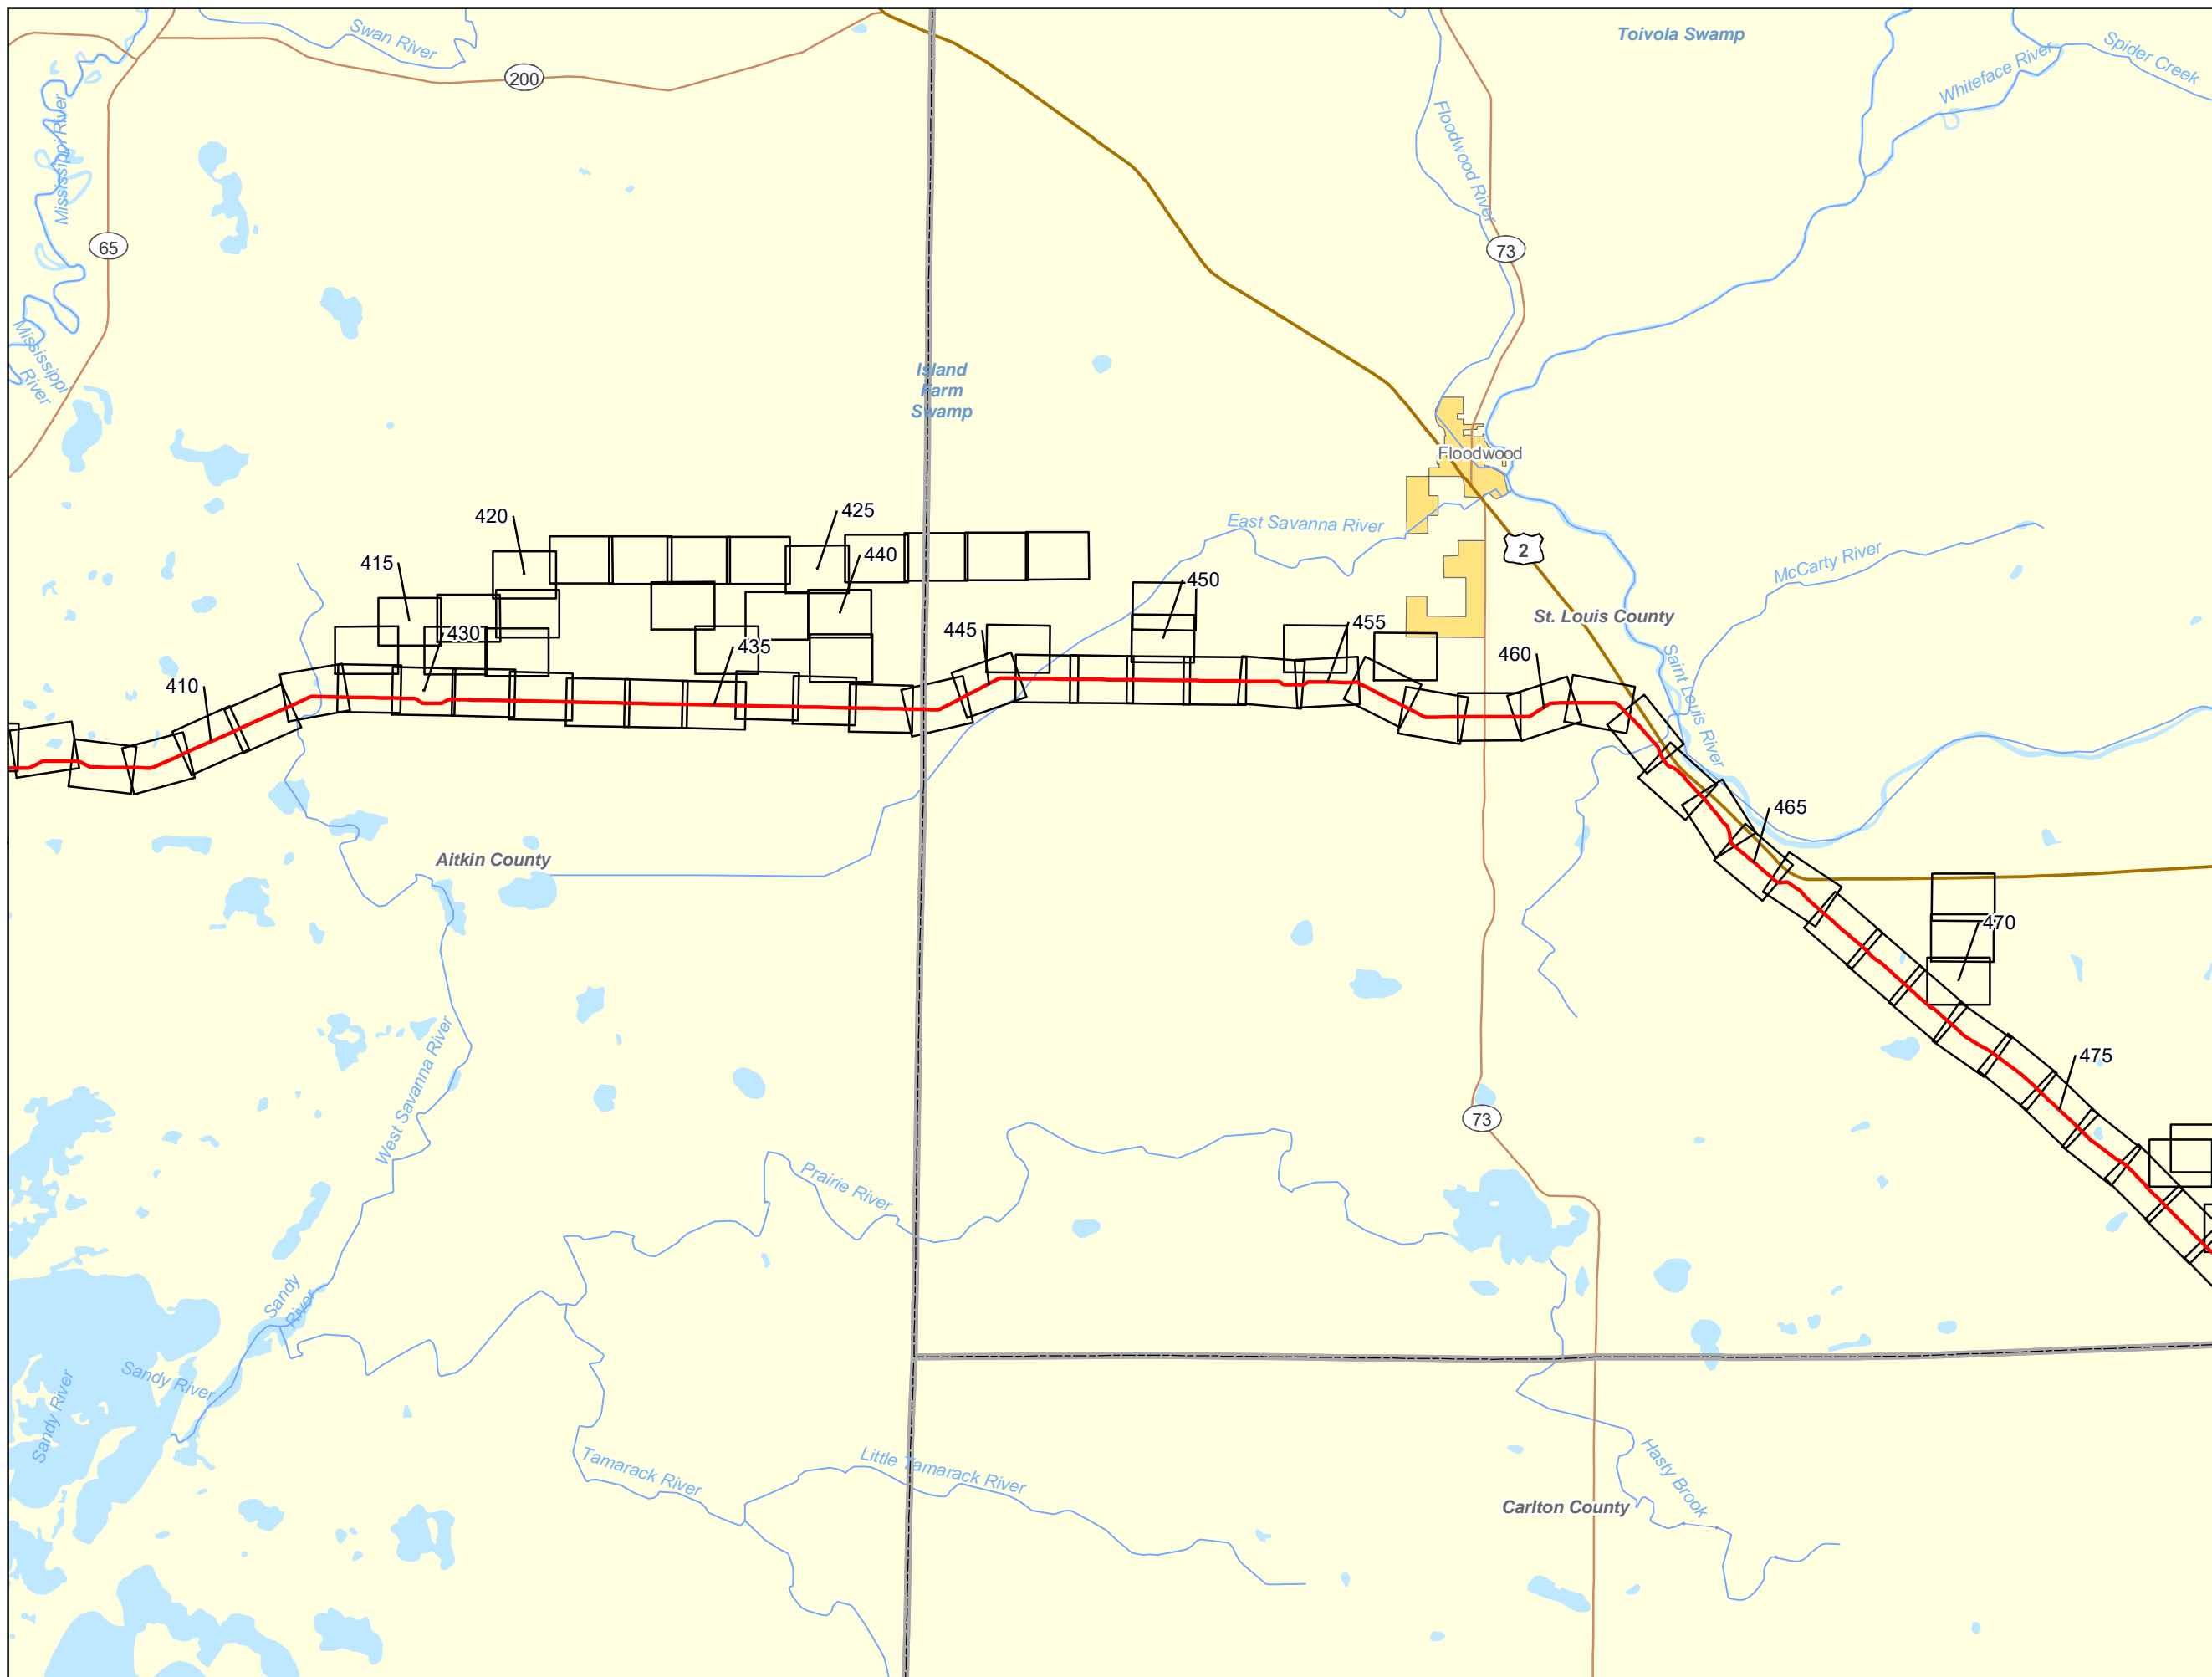 Swan River
200
Toivola Swamp
Whiteface River
Spider Creek
Mississippi River
Floodwood River
65
73
Mississippi
River
Island
Farm
Swamp
Floodwood
420
425
East Savanna River
2
415
440
McCarty River
450
St. Louis County
430
445
455
435
460
410
Saint Louis River
465
Aitkin County
470
475
West Savanna River
73
Prairie River
Sandy
River
Sandy River
Sandy River
Tamarack River
Little Tamarack River
Hasty Brook
Carlton County